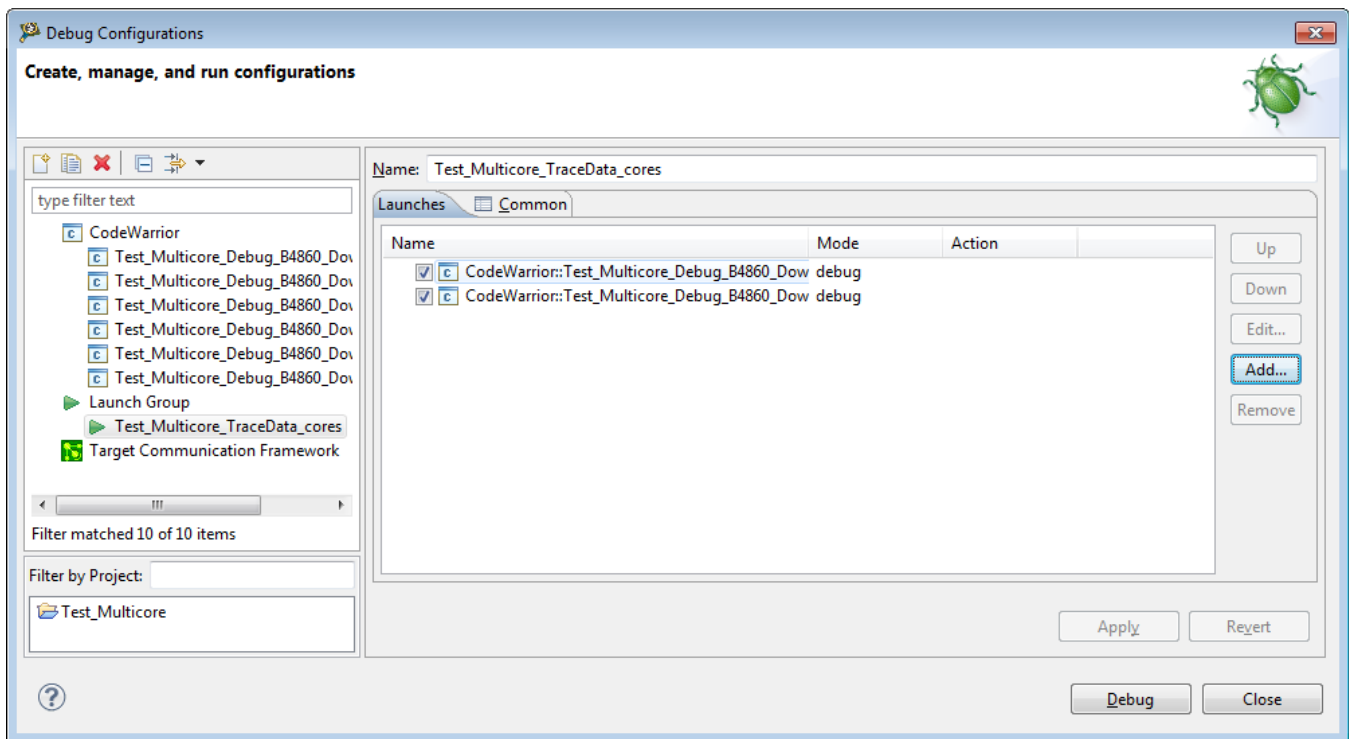 Debug Configurations
Create, manage, and run configurations
type filter text
CodeWarrior
Test_Multicore_Debug_B4860_Dov
Test_Multicore_Debug_B4860_Dov
Test_Multicore_Debug_B4860_Dov
Test_Multicore_Debug_B4860_Dov
Test_Multicore_Debug_B4860_Dov
Test_Multicore_Debug_B4860_Dov
Launch Group
Test_Multicore_TraceData_cores
Target Communication Framework
Filter matched 10 of 10 items
Filter by Project:
Test_Multicore
Name: Test_Multicore_TraceData_cores
Launches Common
Name Mode Action
CodeWarrior::Test_Multicore_Debug_B4860_Dow debug
CodeWarrior::Test_Multicore_Debug_B4860_Dow debug
Up
Down
Edit...
Add...
Remove
Apply Revert
Debug Close